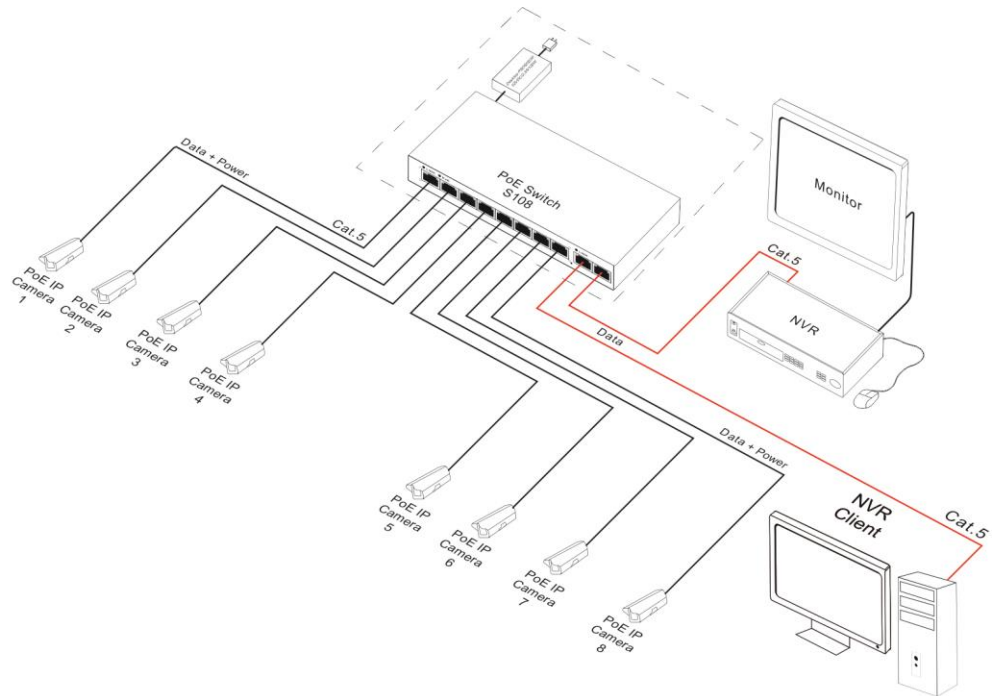 PoE Switch
S108
Data + Power
Cat.5
PoE IP
Camera
1
PoE IP
Camera
2
PoE IP
Camera
3
PoE IP
Camera
4
PoE IP
Camera
5
PoE IP
Camera
6
PoE IP
Camera
7
PoE IP
Camera
8
Data + Power
Data
Cat.5
Monitor
NVR
NVR
Client
Cat.5